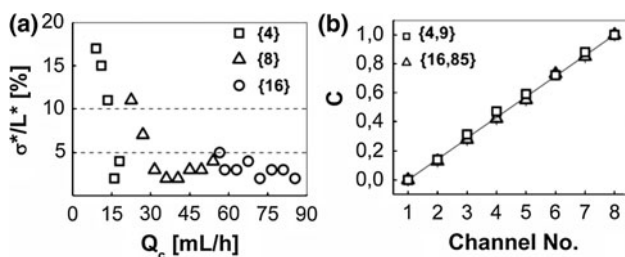 (a)
20
15
10
5
σ*/L* [%]
{4}
{8}
{16}
0 15 30 45 60 75 90
Q_c [mL/h]
(b)
1,0
0,8
0,6
0,4
0,2
0,0
C
{4,9}
{16,85}
1 2 3 4 5 6 7 8
Channel No.